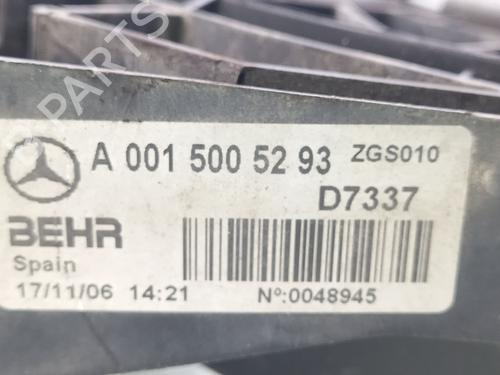 A 001 500 52 93 ZGS010
D7337
BEHR
Spain
17/11/06 14:21 Nº:0048945
B-PARTS